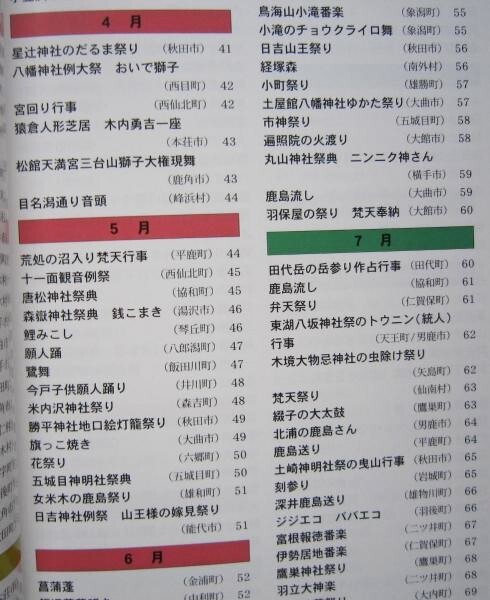 4 月
星辻神社のだるま祭り (秋田市) 41
八幡神社例大祭 おいで獅子
(西目町) 42
宮回り行事 (西仙北町) 42
猿倉人形芝居 木内勇吉一座
(本荘市) 43
松館天満宮三台山獅子大権現舞
(鹿角市) 43
目名潟通り音頭 (峰浜村) 44
5 月
荒処の沼入り梵天行事 (平鹿町) 44
十一面観音例祭 (西仙北町) 45
唐松神社祭典 (協和町) 45
森嶽神社祭典 銭こまき (湯沢市) 46
鯉みこし (琴丘町) 46
願人踊 (八郎潟町) 47
鷺舞 (飯田川町) 47
今戸子供願人踊り (井川町) 48
米内沢神社祭り (森吉町) 48
勝平神社地口絵灯籠祭り (秋田市) 49
旗っこ焼き (大曲市) 49
花祭り (六郷町) 50
五城目神明社祭典 (五城目町) 50
女米木の鹿島祭り (雄和町) 51
日吉神社例祭 山王様の嫁見祭り
(能代市) 51
6 月
菖蒲蓬 (金浦町) 52
鳥海山小滝番楽 (象潟町) 55
小滝のチョウクライロ舞 (象潟町) 55
日吉山王祭り (秋田市) 56
経塚森 (南外村) 56
小町祭り (雄勝町) 57
土屋館八幡神社ゆかた祭り (大曲市) 57
市神祭り (五城目町) 58
遍照院の火渡り (大館市) 58
丸山神社祭典 ニンニク神さん
(横手市) 59
鹿島流し (大曲市) 59
羽保屋の祭り 梵天奉納 (大館市) 60
7 月
田代岳の岳参り作占行事 (田代町) 60
鹿島流し (協和町) 61
弁天祭り (仁賀保町) 61
東湖八坂神社祭のトウニン(統人)
行事 (天王町/男鹿市) 62
木境大物忌神社の虫除け祭り
(矢島町) 62
梵天祭り (仙南村) 63
綴子の大太鼓 (鷹巣町) 63
北浦の鹿島さん (男鹿市) 64
鹿島送り (平鹿町) 64
土崎神明社祭の曳山行事 (秋田市) 65
刻参り (岩城町) 65
深井鹿島送り (雄物川町) 66
ジジエコ ババエコ (羽後町) 66
富根報徳番楽 (二ツ井町) 67
伊勢居地番楽 (仁賀保町) 67
鷹巣神社祭り (鷹巣町) 68
羽立大神楽 (二ツ井町) 68
(大内町) 69